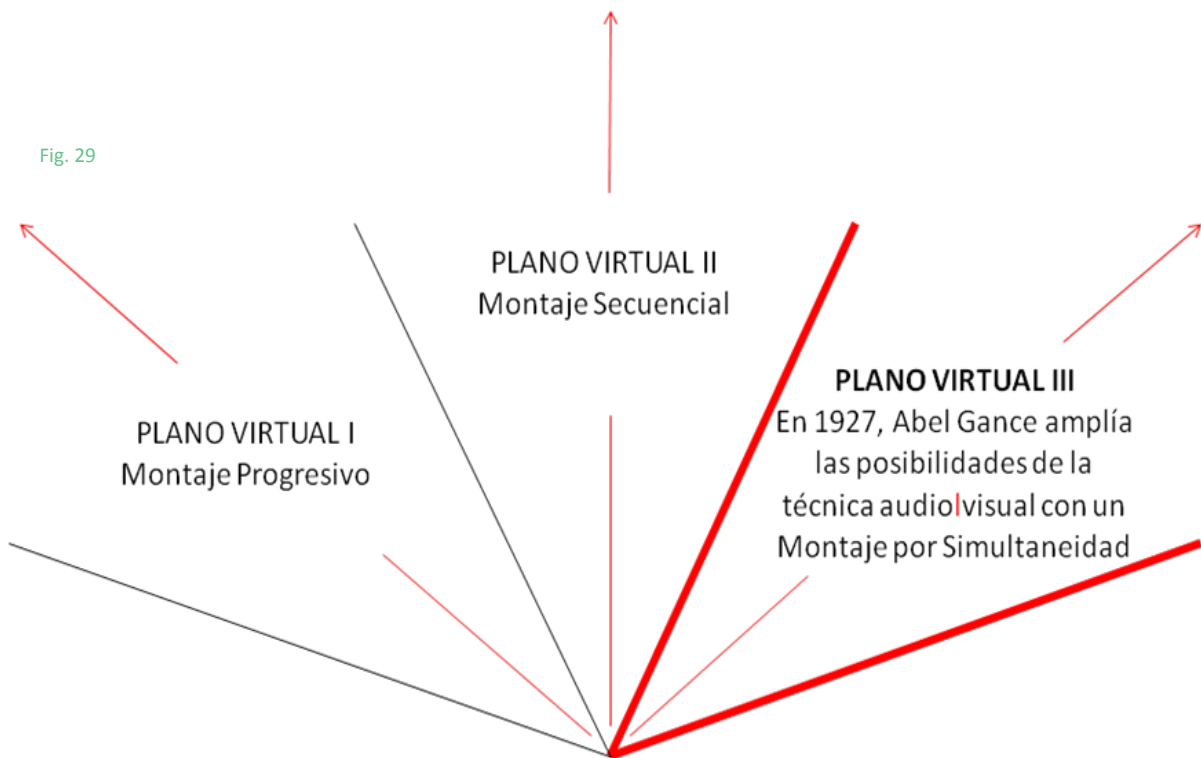 Fig. 29
PLANO VIRTUAL I
Montaje Progresivo
PLANO VIRTUAL II
Montaje Secuencial
PLANO VIRTUAL III
En 1927, Abel Gance amplía
las posibilidades de la
técnica audiolvisual con un
Montaje por Simultaneidad